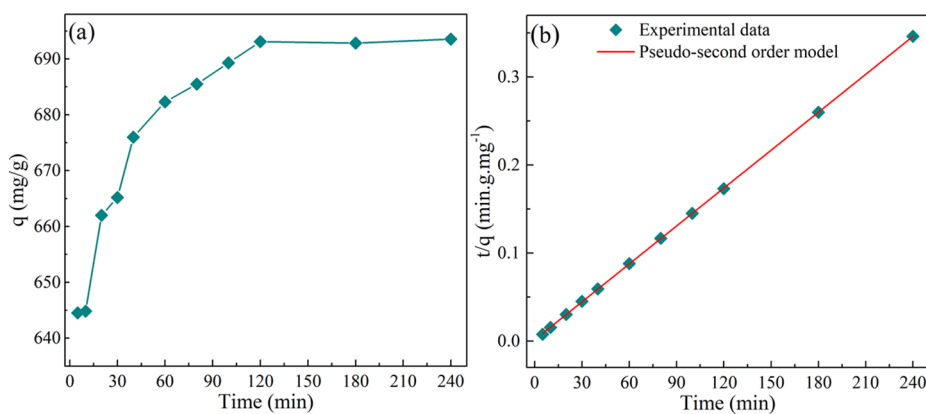 (a)
690
680
670
660
650
640
q (mg/g)
0 30 60 90 120 150 180 210 240
Time (min)
(b)
Experimental data
Pseudo-second order model
0.3
0.2
0.1
0.0
t/q (min.g.mg⁻¹)
0 30 60 90 120 150 180 210 240
Time (min)